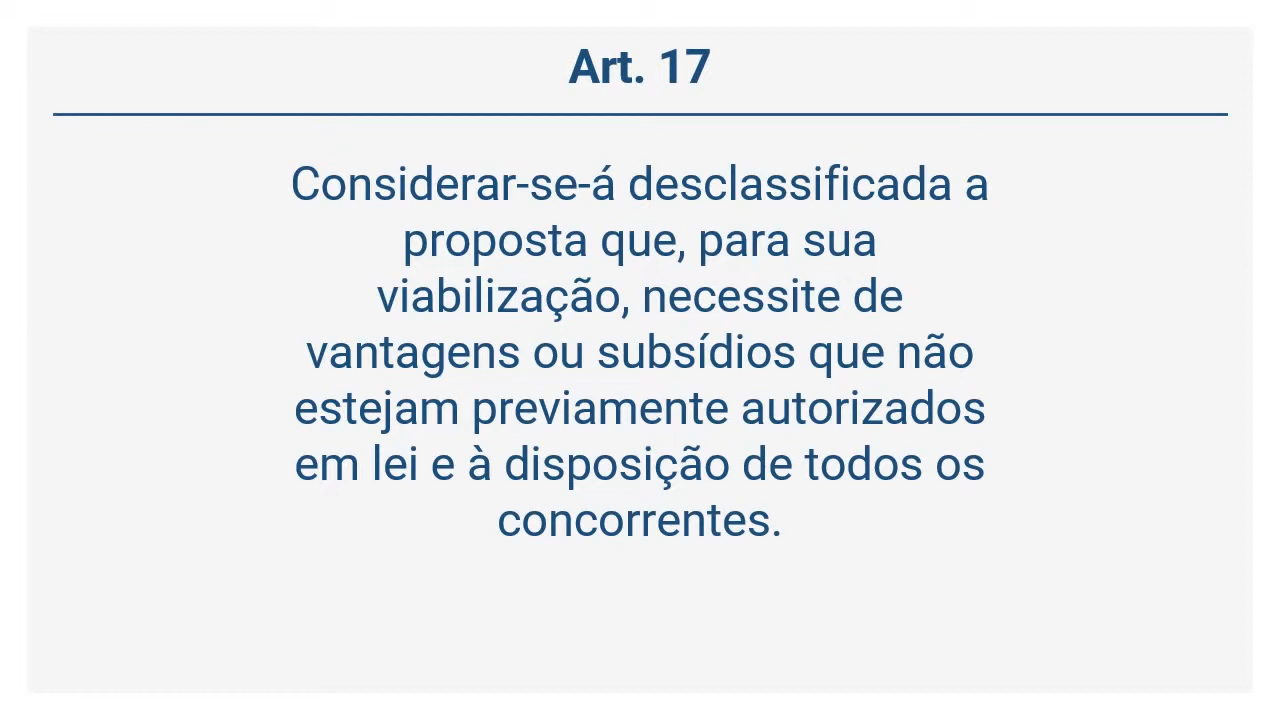 Art. 17
Considerar-se-á desclassificada a
proposta que, para sua
viabilização, necessite de
vantagens ou subsídios que não
estejam previamente autorizados
em lei e à disposição de todos os
concorrentes.